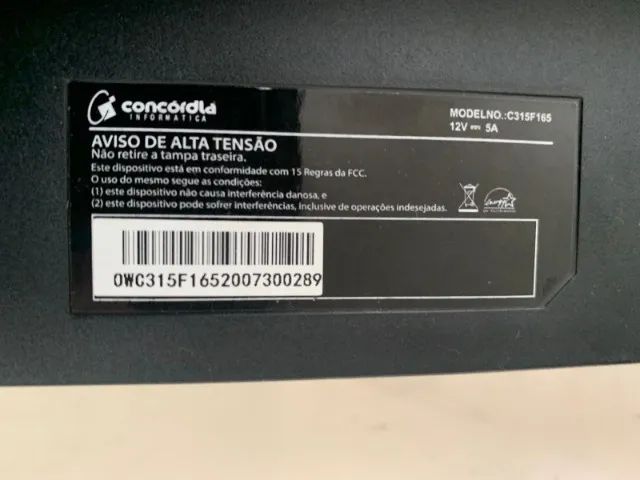 concórdia
INFORMÁTICA
MODELNO.:C315F165
12V 5A
AVISO DE ALTA TENSÃO
Não retire a tampa traseira.
Este dispositivo está em conformidade com 15 Regras da FCC.
O uso do mesmo segue as condições:
(1) este dispositivo não causa interferência danosa, e
(2) este dispositivo pode sofrer interferências, inclusive de operações indesejadas.
0WC315F1652007300289